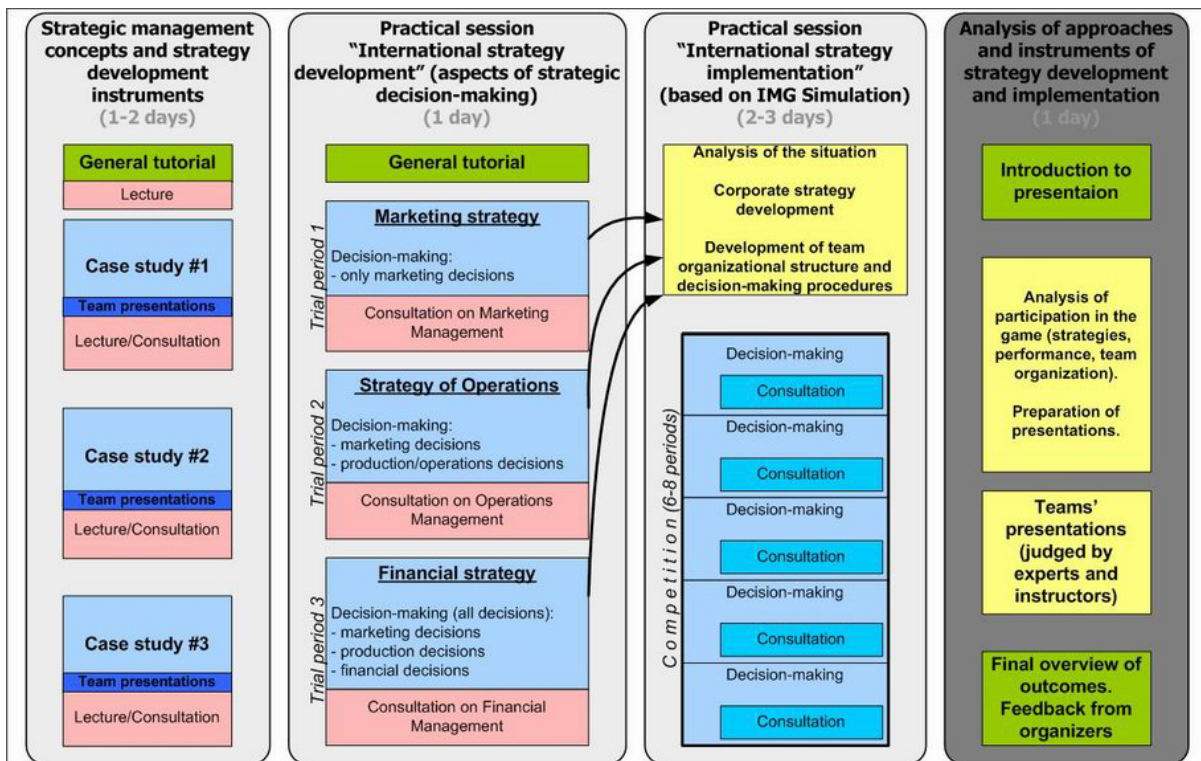 Strategic management
concepts and strategy
development
instruments
(1-2 days)
General tutorial
Lecture
Case study #1
Team presentations
Lecture/Consultation
Case study #2
Team presentations
Lecture/Consultation
Case study #3
Team presentations
Lecture/Consultation
Practical session
“International strategy
development” (aspects of strategic
decision-making)
(1 day)
General tutorial
Trial period 1
Marketing strategy
Decision-making:
- only marketing decisions
Consultation on Marketing
Management
Trial period 2
Strategy of Operations
Decision-making:
- marketing decisions
- production/operations decisions
Consultation on Operations
Management
Trial period 3
Financial strategy
Decision-making (all decisions):
- marketing decisions
- production decisions
- financial decisions
Consultation on Financial
Management
Practical session
“International strategy
implementation”
(based on IMG Simulation)
(2-3 days)
Analysis of the situation
Corporate strategy
development
Development of team
organizational structure and
decision-making procedures
Competition (6-8 periods)
Decision-making
Consultation
Decision-making
Consultation
Decision-making
Consultation
Decision-making
Consultation
Decision-making
Consultation
Analysis of approaches
and instruments of
strategy development
and implementation
(1 day)
Introduction to
presentaion
Analysis of
participation in the
game (strategies,
performance, team
organization).
Preparation of
presentations.
Teams’
presentations
(judged by
experts and
instructors)
Final overview of
outcomes.
Feedback from
organizers